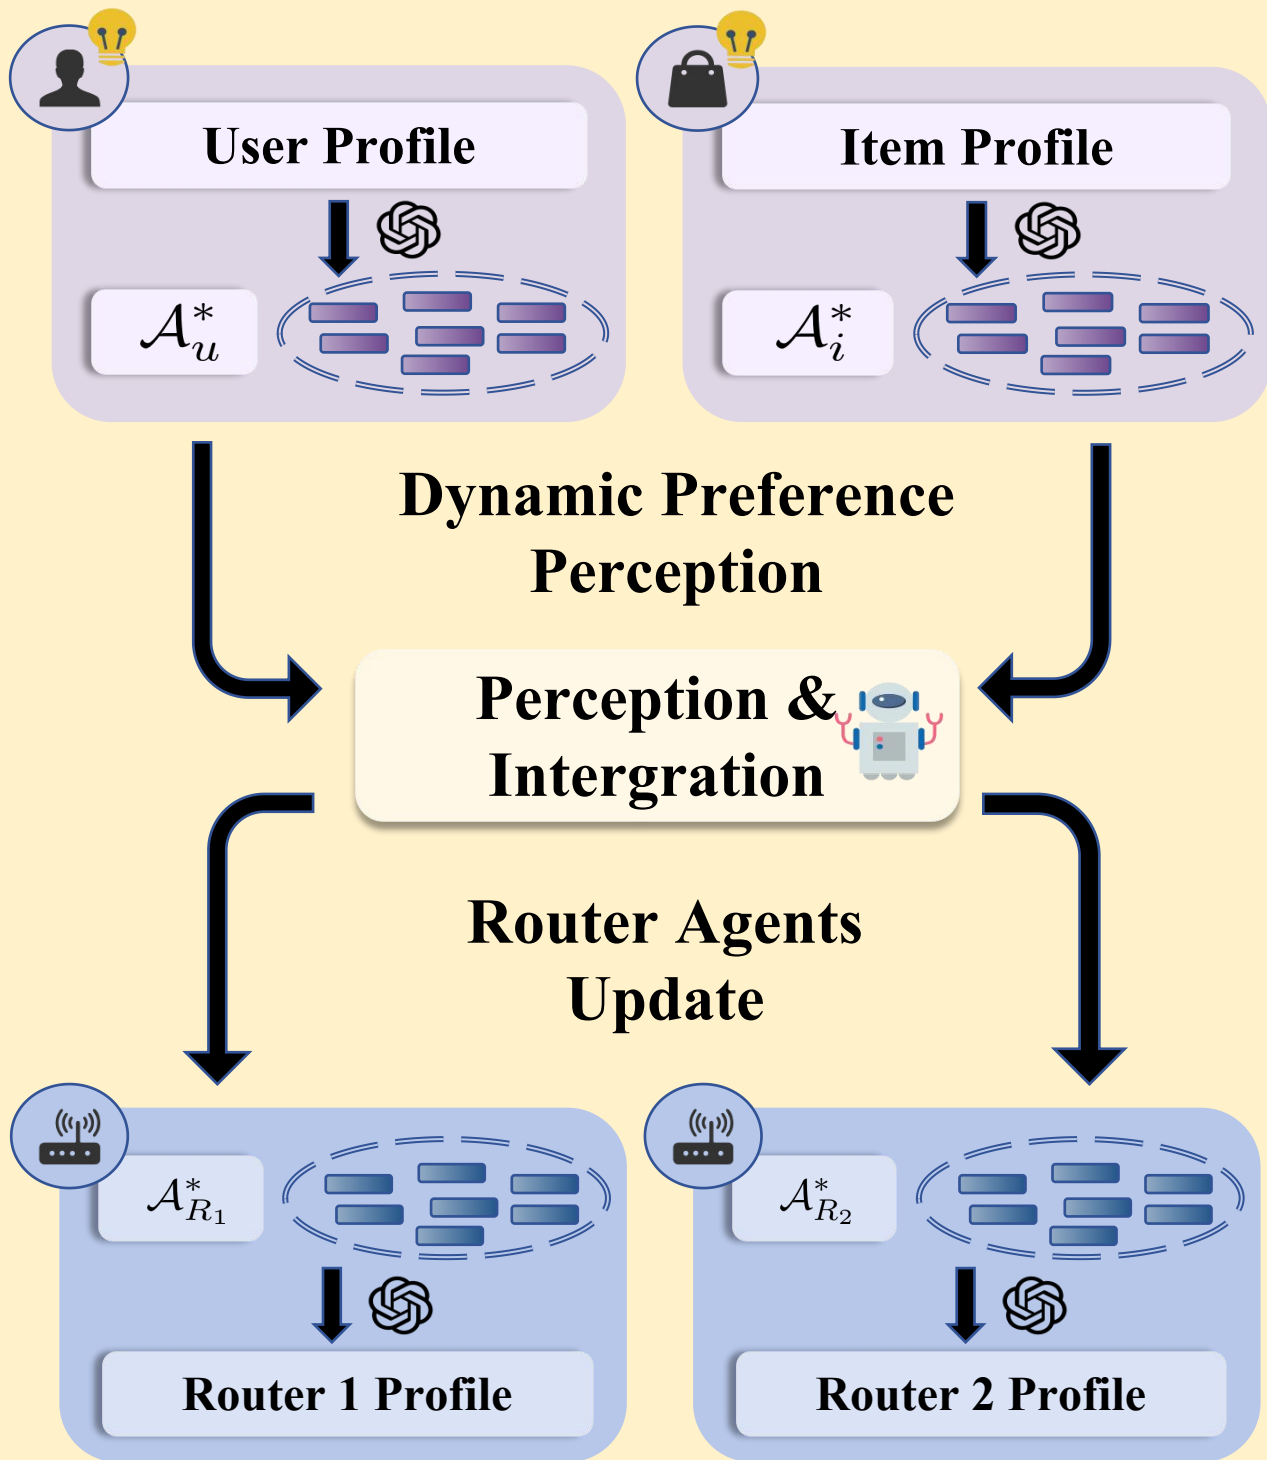 User Profile
Item Profile
𝒜*ᵤ
𝒜*ᵢ
Dynamic Preference
Perception
Perception &
Intergration
Router Agents
Update
𝒜*_{R₁}
𝒜*_{R₂}
Router 1 Profile
Router 2 Profile